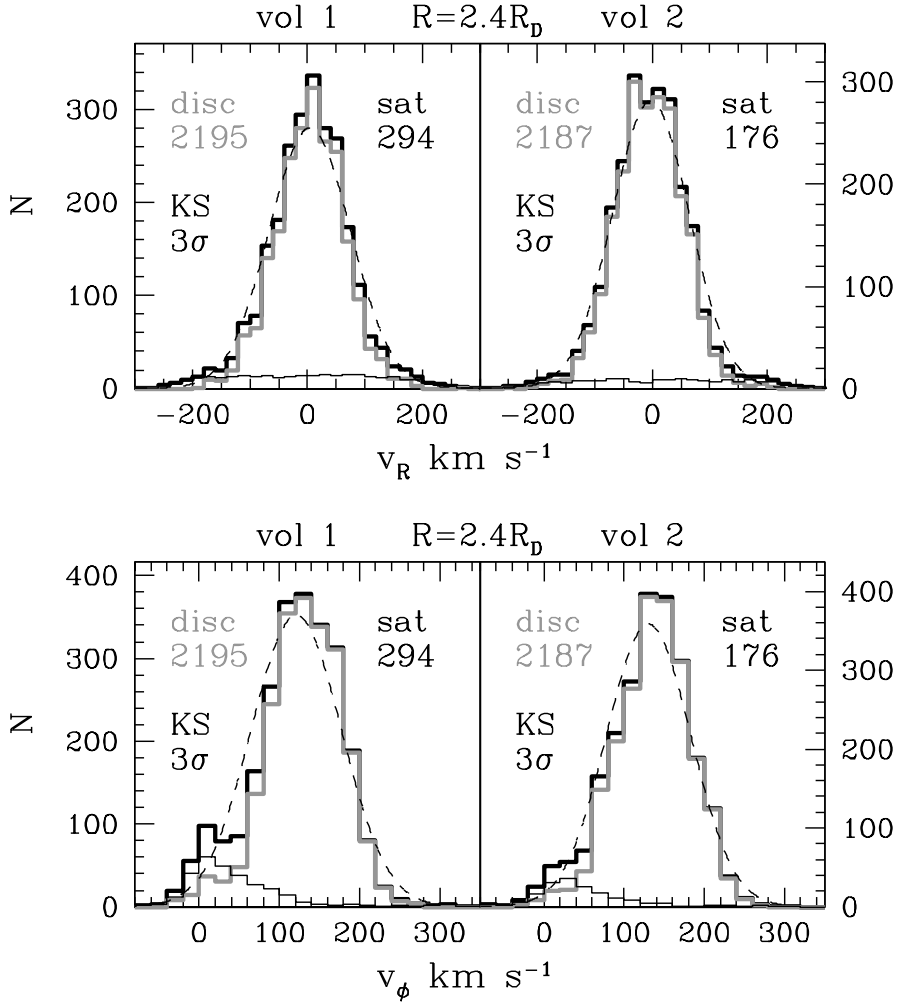 vol 1 R=2.4R_D vol 2
300
disc sat disc sat 300
2195 294 2187 176
N 200 KS KS 200
3σ 3σ
100 100
0 0
−200 0 200 −200 0 200
v_R km s⁻¹
vol 1 R=2.4R_D vol 2
400 400
disc sat disc sat
2195 294 2187 176
300 300
N KS KS
200 3σ 3σ 200
100 100
0 0
0 100 200 300 0 100 200 300
v_ϕ km s⁻¹